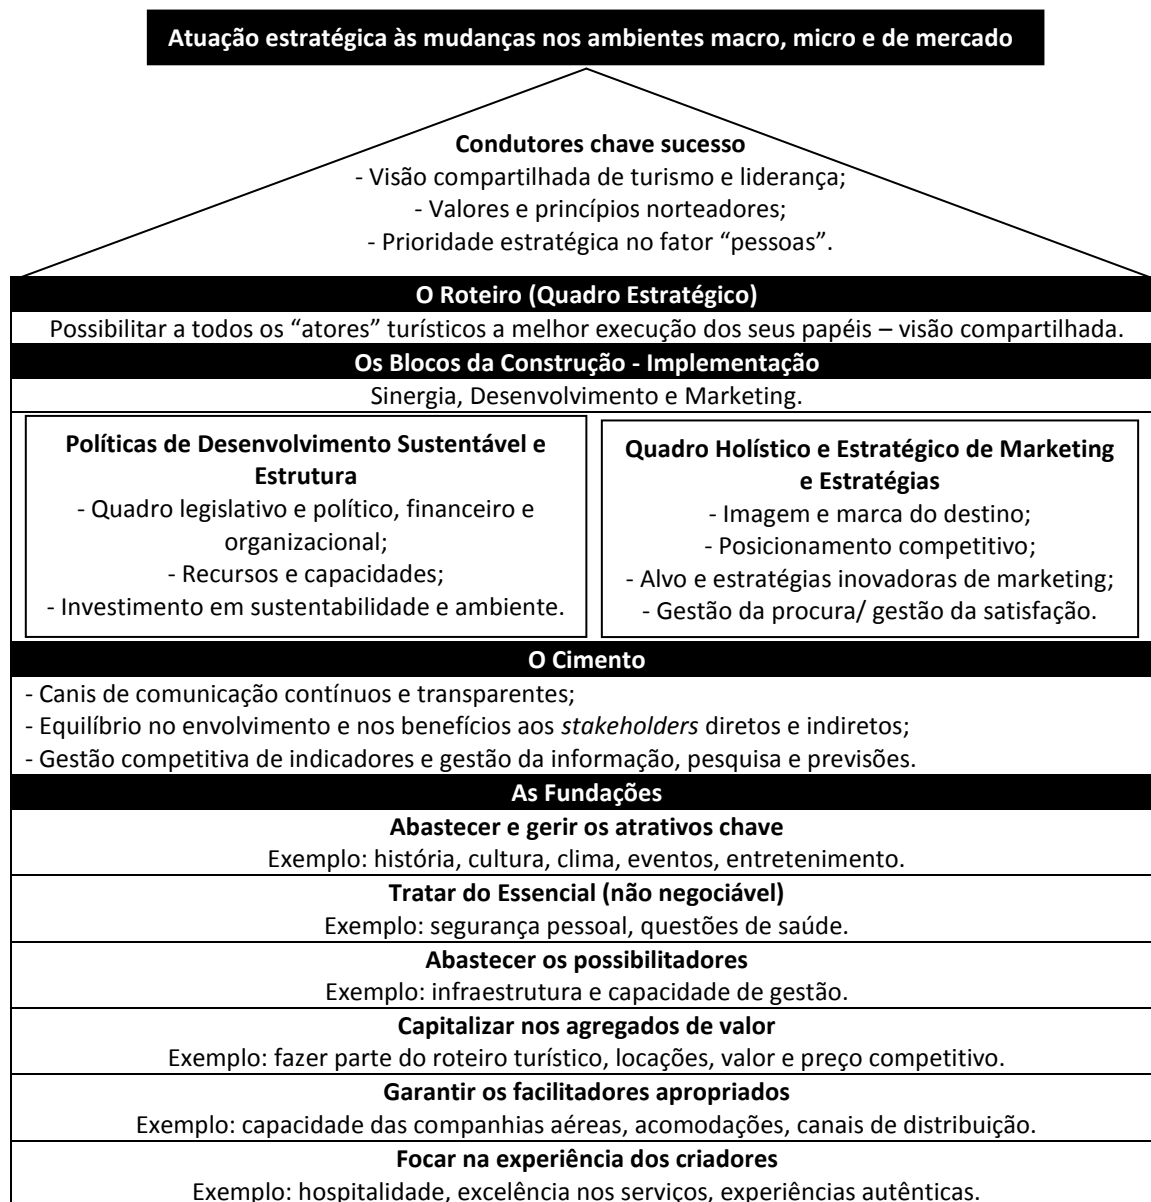 Atuação estratégica às mudanças nos ambientes macro, micro e de mercado
Condutores chave sucesso
- Visão compartilhada de turismo e liderança;
- Valores e princípios norteadores;
- Prioridade estratégica no fator “pessoas”.
O Roteiro (Quadro Estratégico)
Possibilitar a todos os “atores” turísticos a melhor execução dos seus papéis – visão compartilhada.
Os Blocos da Construção - Implementação
Sinergia, Desenvolvimento e Marketing.
Políticas de Desenvolvimento Sustentável e
Estrutura
- Quadro legislativo e político, financeiro e
organizacional;
- Recursos e capacidades;
- Investimento em sustentabilidade e ambiente.
Quadro Holístico e Estratégico de Marketing
e Estratégias
- Imagem e marca do destino;
- Posicionamento competitivo;
- Alvo e estratégias inovadoras de marketing;
- Gestão da procura/ gestão da satisfação.
O Cimento
- Canis de comunicação contínuos e transparentes;
- Equilíbrio no envolvimento e nos benefícios aos stakeholders diretos e indiretos;
- Gestão competitiva de indicadores e gestão da informação, pesquisa e previsões.
As Fundações
Abastecer e gerir os atrativos chave
Exemplo: história, cultura, clima, eventos, entretenimento.
Tratar do Essencial (não negociável)
Exemplo: segurança pessoal, questões de saúde.
Abastecer os possibilitadores
Exemplo: infraestrutura e capacidade de gestão.
Capitalizar nos agregados de valor
Exemplo: fazer parte do roteiro turístico, locações, valor e preço competitivo.
Garantir os facilitadores apropriados
Exemplo: capacidade das companhias aéreas, acomodações, canais de distribuição.
Focar na experiência dos criadores
Exemplo: hospitalidade, excelência nos serviços, experiências autênticas.